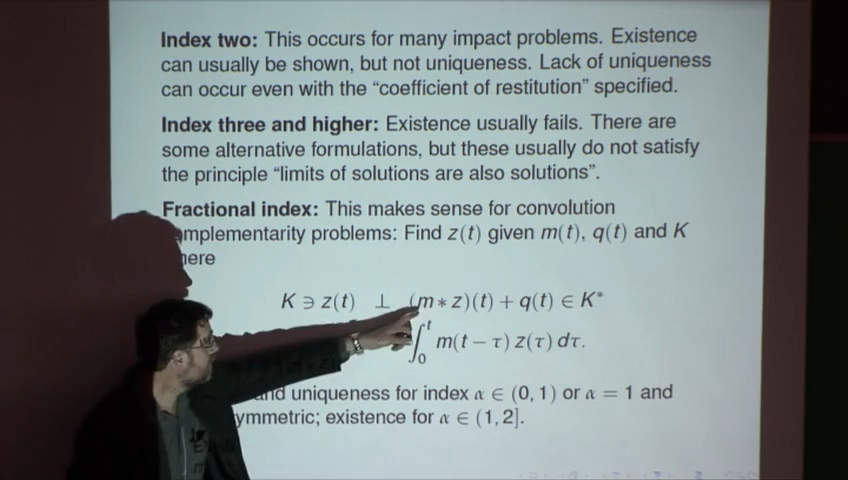 Index two: This occurs for many impact problems. Existence
can usually be shown, but not uniqueness. Lack of uniqueness
can occur even with the “coefficient of restitution” specified.
Index three and higher: Existence usually fails. There are
some alternative formulations, but these usually do not satisfy
the principle “limits of solutions are also solutions”.
Fractional index: This makes sense for convolution
mplementarity problems: Find z(t) given m(t), q(t) and K
here
K ∋ z(t) ⊥ (m ∗ z)(t) + q(t) ∈ K*
∫₀ᵗ m(t − τ) z(τ) dτ.
and uniqueness for index α ∈ (0, 1) or α = 1 and
ymmetric; existence for α ∈ (1, 2].